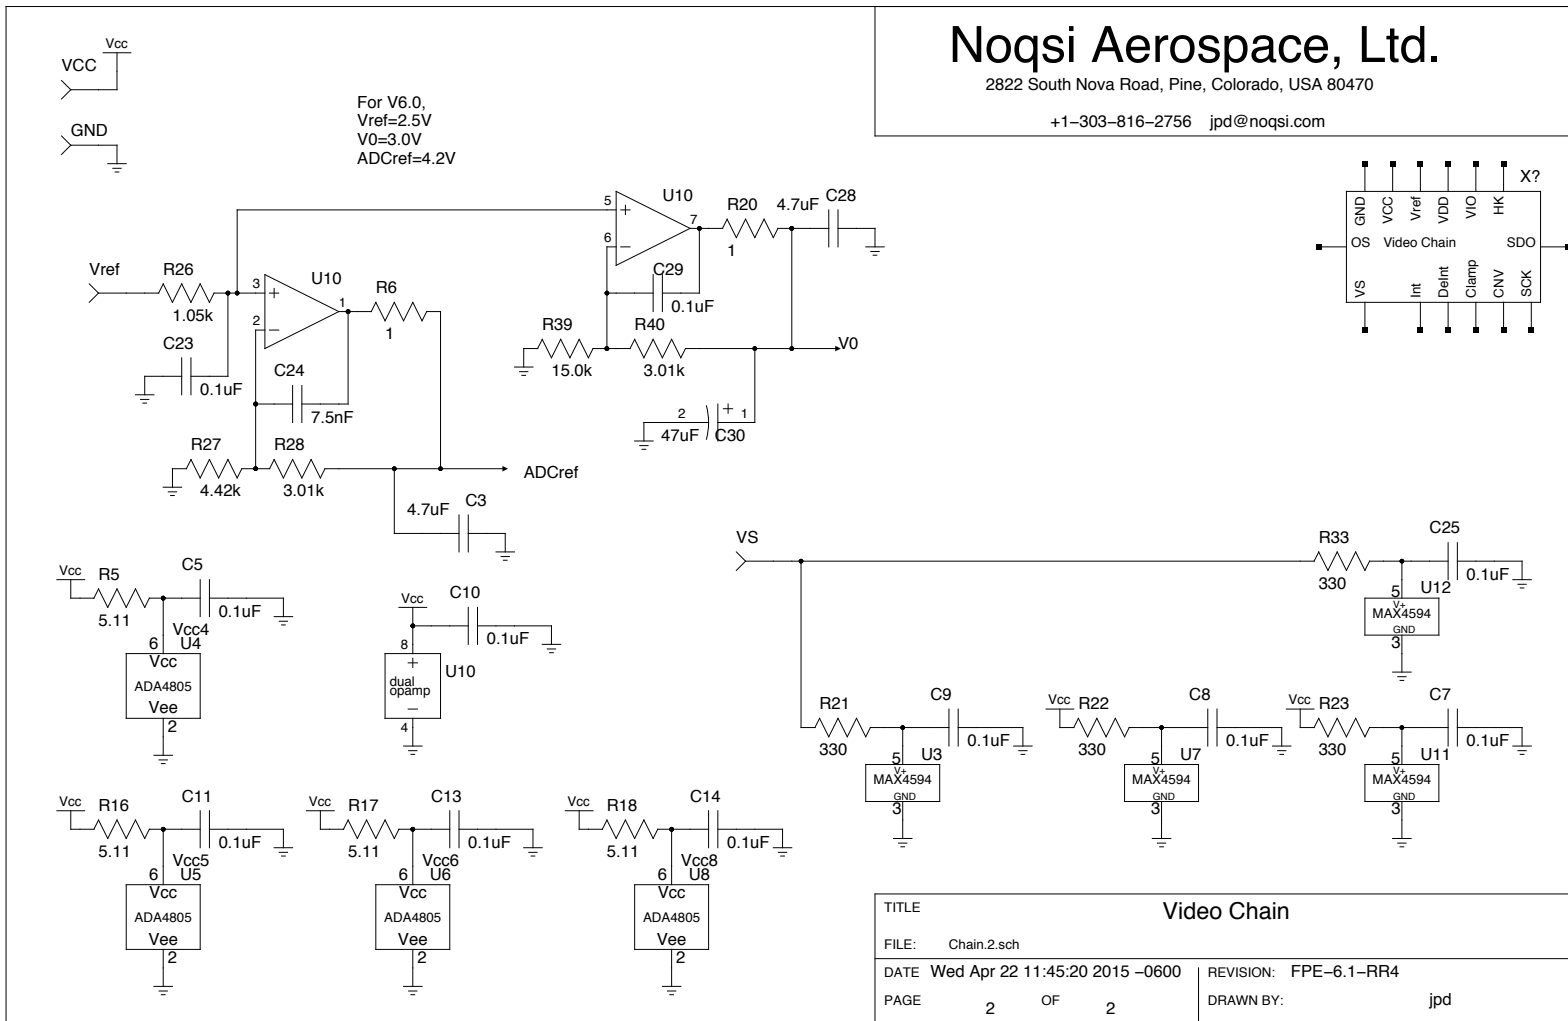 Noqsi Aerospace, Ltd.
2822 South Nova Road, Pine, Colorado, USA 80470
+1−303−816−2756 jpd@noqsi.com
Vcc
VCC
GND
For V6.0,
Vref=2.5V
V0=3.0V
ADCref=4.2V
X?
GND
VCC
Vref
VDD
VIO
HK
OS
Video Chain
SDO
VS
Int
DeInt
Clamp
CNV
SCK
Vref
R26
1.05k
C23
0.1uF
3
+
2
−
U10
1
R6
1
C24
7.5nF
R27
4.42k
R28
3.01k
ADCref
4.7uF
C3
5
+
6
−
U10
7
R20
1
4.7uF
C28
C29
0.1uF
R39
15.0k
R40
3.01k
V0
2
+
1
47uF
C30
VS
R33
330
C25
0.1uF
5
U12
V+
MAX4594
GND
3
Vcc
R5
5.11
C5
0.1uF
Vcc4
6
U4
Vcc
ADA4805
Vee
2
Vcc
C10
0.1uF
8
+
dual
opamp
−
U10
4
R21
330
C9
0.1uF
5
U3
V+
MAX4594
GND
3
Vcc
R22
330
C8
0.1uF
5
U7
V+
MAX4594
GND
3
Vcc
R23
330
C7
0.1uF
5
U11
V+
MAX4594
GND
3
Vcc
R16
5.11
C11
0.1uF
Vcc5
6
U5
Vcc
ADA4805
Vee
2
Vcc
R17
5.11
C13
0.1uF
Vcc6
6
U6
Vcc
ADA4805
Vee
2
Vcc
R18
5.11
C14
0.1uF
Vcc8
6
U8
Vcc
ADA4805
Vee
2
TITLE
Video Chain
FILE: Chain.2.sch
DATE Wed Apr 22 11:45:20 2015 −0600
REVISION: FPE−6.1−RR4
PAGE 2 OF 2
DRAWN BY: jpd